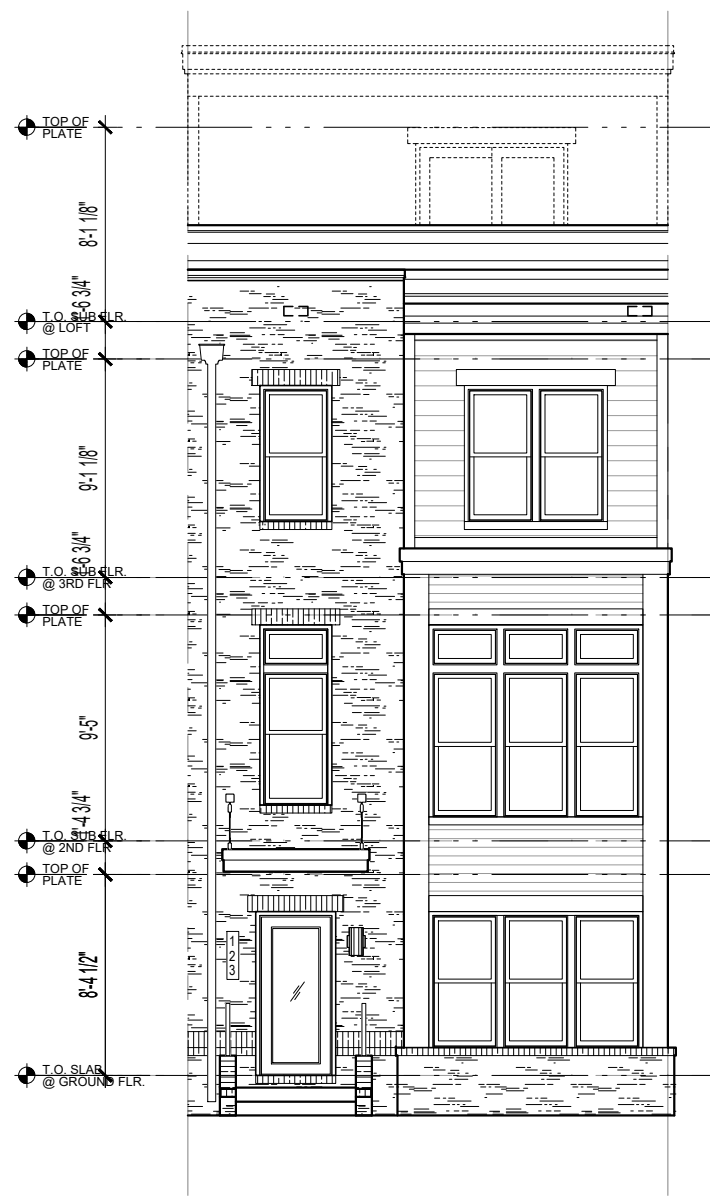 TOP OF
PLATE
8'-1 1/8"
T.O. SUB FLR.
@ LOFT
TOP OF
PLATE
9'-1 1/8"
T.O. SUB FLR.
@ 3RD FLR
TOP OF
PLATE
9'-5"
T.O. SUB FLR.
@ 2ND FLR
TOP OF
PLATE
1
2
3
8'-4 1/2"
T.O. SLAB
@ GROUND FLR.